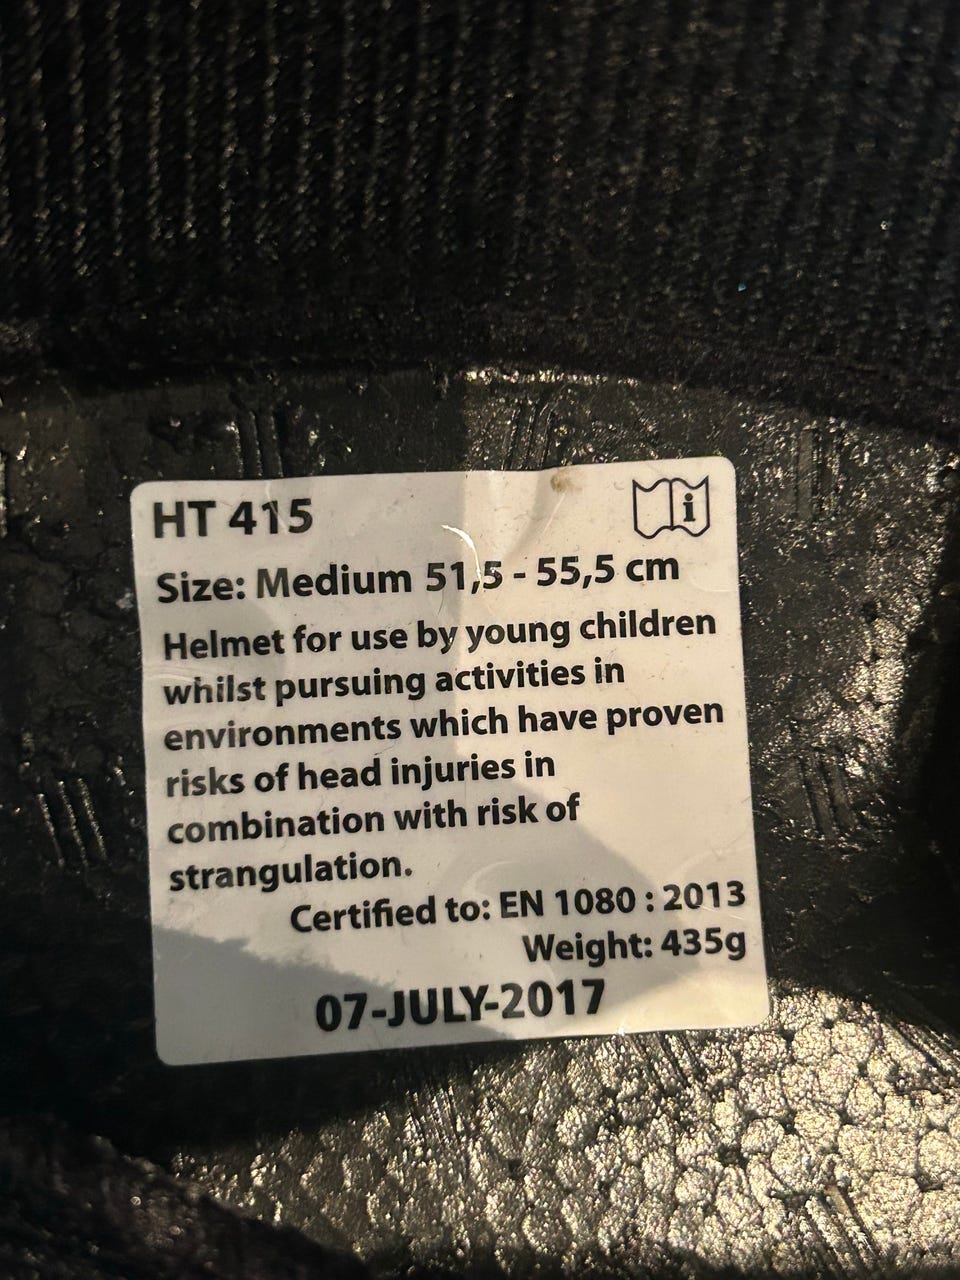 HT 415
i
Size: Medium 51,5 - 55,5 cm
Helmet for use by young children
whilst pursuing activities in
environments which have proven
risks of head injuries in
combination with risk of
strangulation.
Certified to: EN 1080 : 2013
Weight: 435g
07-JULY-2017